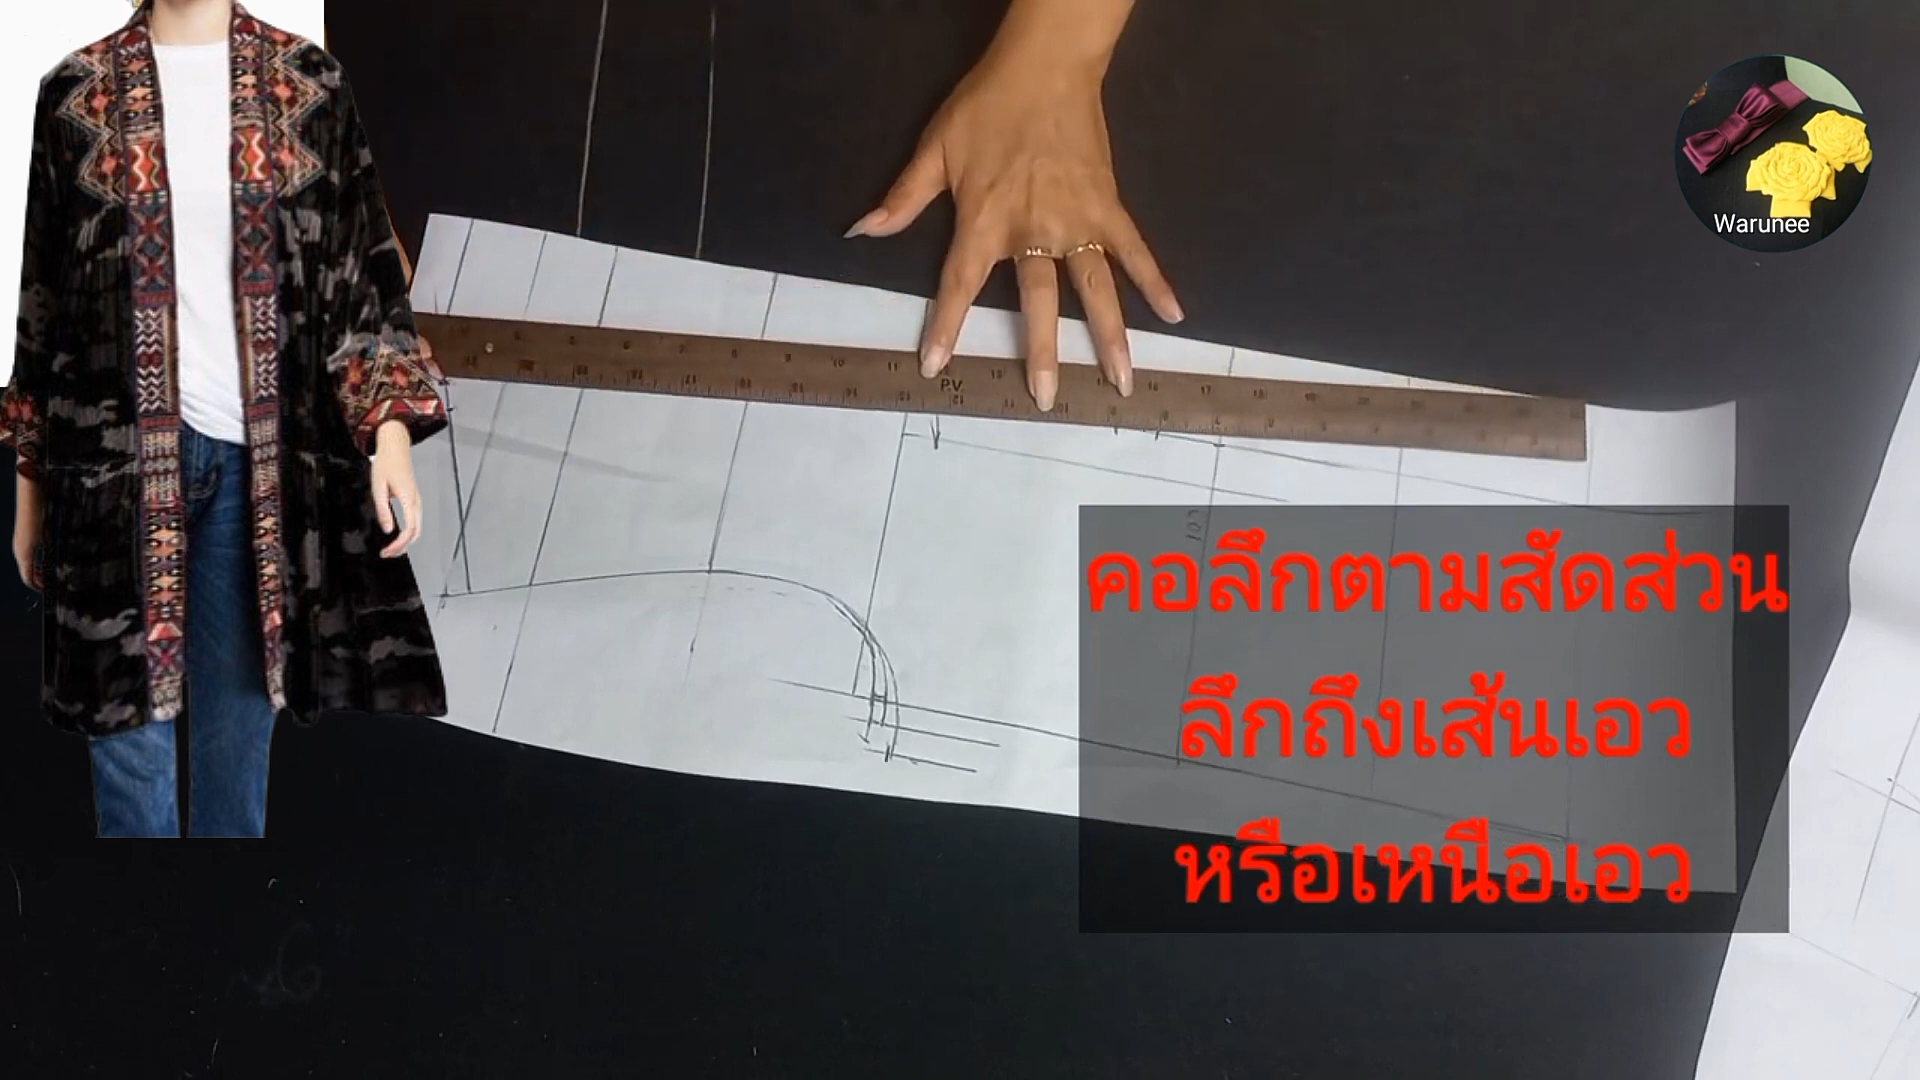 Warunee
P.V.
คอลึกตามสัดส่วน
ลึกถึงเส้นเอว
หรือเหนือเอว